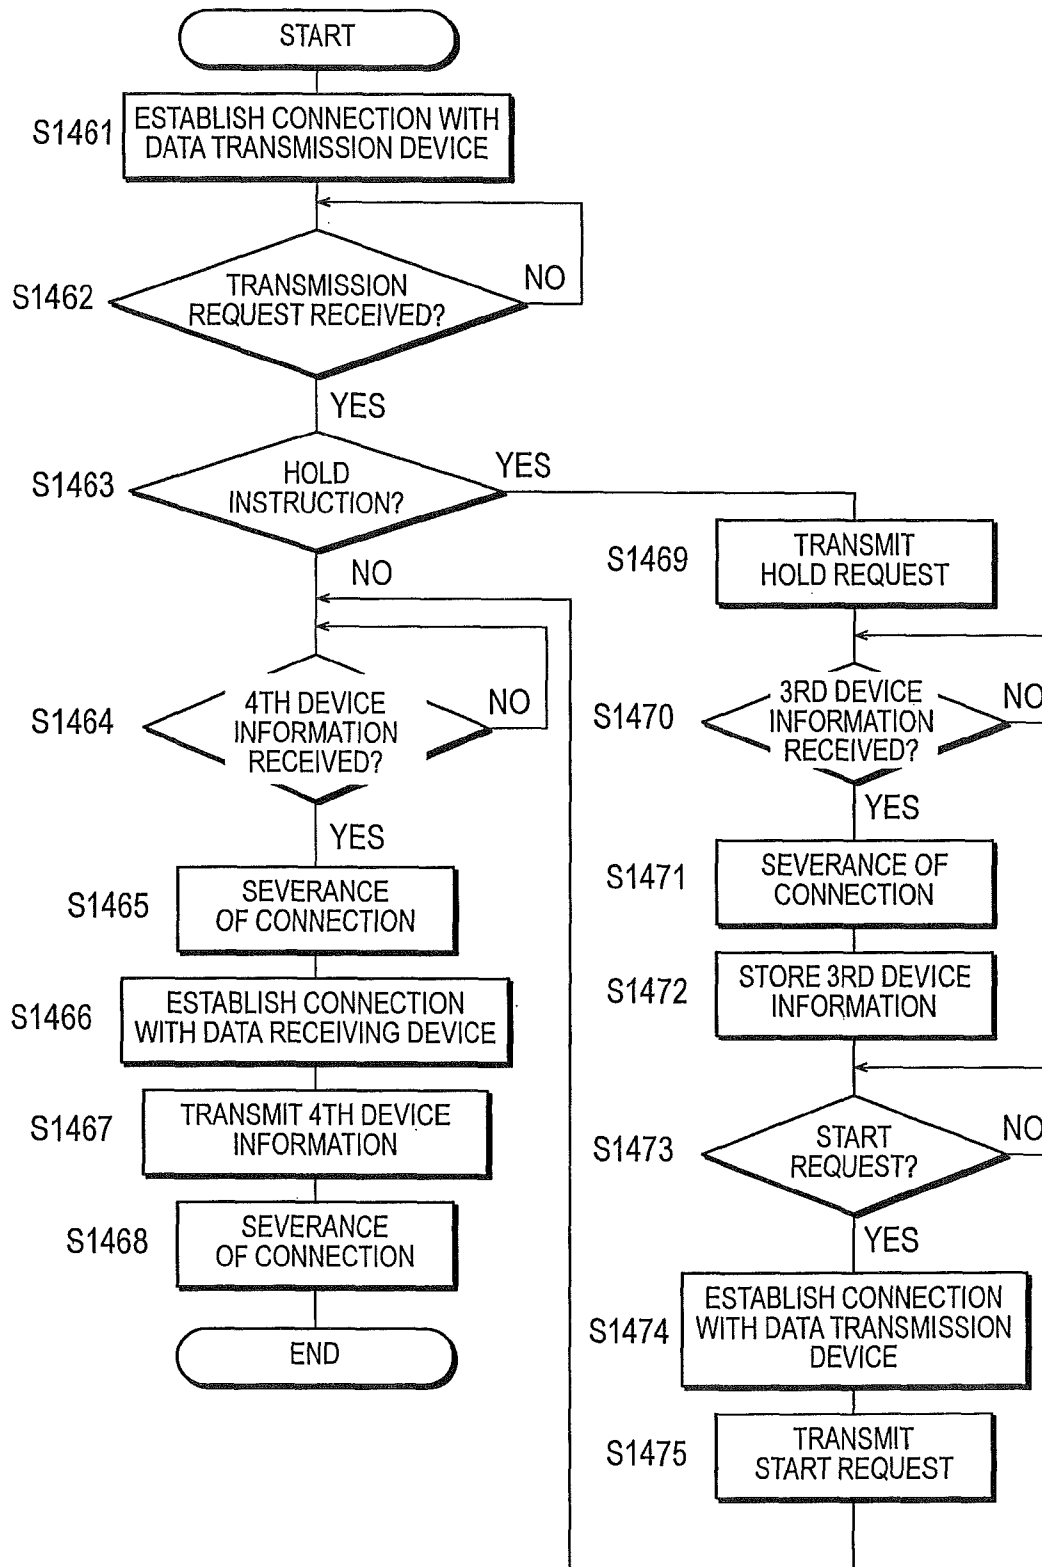 START
S1461
ESTABLISH CONNECTION WITH
DATA TRANSMISSION DEVICE
S1462
TRANSMISSION
REQUEST RECEIVED?
NO
YES
S1463
HOLD
INSTRUCTION?
YES
NO
S1464
4TH DEVICE
INFORMATION
RECEIVED?
NO
YES
S1465
SEVERANCE
OF CONNECTION
S1466
ESTABLISH CONNECTION
WITH DATA RECEIVING DEVICE
S1467
TRANSMIT 4TH DEVICE
INFORMATION
S1468
SEVERANCE
OF CONNECTION
END
S1469
TRANSMIT
HOLD REQUEST
S1470
3RD DEVICE
INFORMATION
RECEIVED?
NO
YES
S1471
SEVERANCE OF
CONNECTION
S1472
STORE 3RD DEVICE
INFORMATION
S1473
START
REQUEST?
NO
YES
S1474
ESTABLISH CONNECTION
WITH DATA TRANSMISSION
DEVICE
S1475
TRANSMIT
START REQUEST